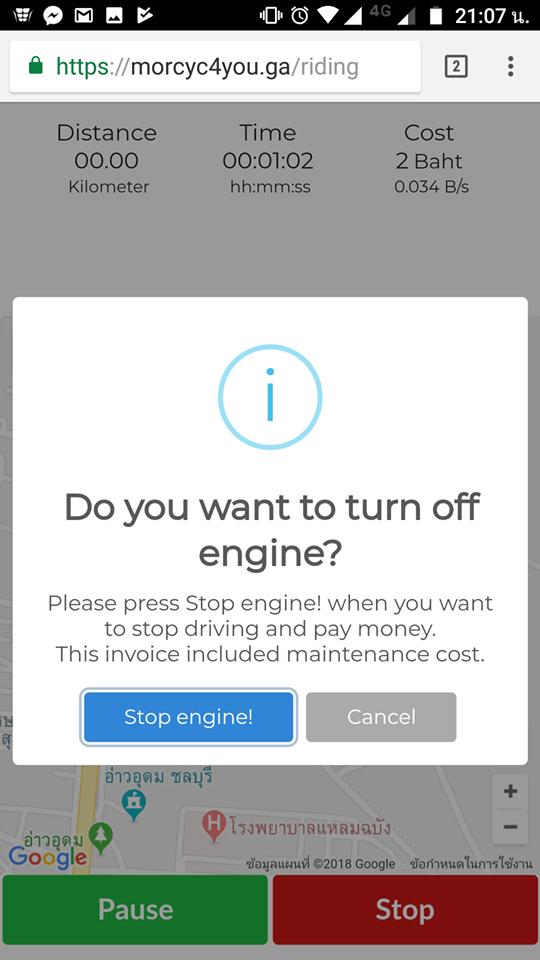 4G 21:07 น.
https://morcyc4you.ga/riding 2
Distance Time Cost
00.00 00:01:02 2 Baht
Kilometer hh:mm:ss 0.034 B/s
i
Do you want to turn off
engine?
Please press Stop engine! when you want
to stop driving and pay money.
This invoice included maintenance cost.
Stop engine! Cancel
อ่าวอุดม ชลบุรี
+
H โรงพยาบาลแหลมฉบัง
−
อ่าวอุดม
Google ข้อมูลแผนที่ ©2018 Google ข้อกำหนดในการใช้งาน
Pause Stop